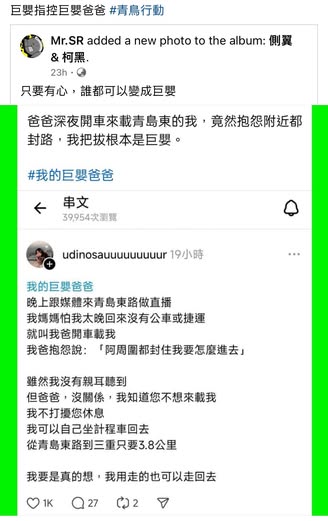 巨嬰指控巨嬰爸爸 #青鳥行動
Mr.SR added a new photo to the album: 側翼
& 柯黑.
23h ·
只要有心,誰都可以變成巨嬰
爸爸深夜開車來載青島東的我,竟然抱怨附近都
封路,我把拔根本是巨嬰。
#我的巨嬰爸爸
串文
39,954次瀏覽
udinosauuuuuuuuur 19小時
我的巨嬰爸爸
晚上跟媒體來青島東路做直播
我媽媽怕我太晚回來沒有公車或捷運
就叫我爸開車載我
我爸抱怨說:「阿周圍都封住我要怎麼進去」
雖然我沒有親耳聽到
但爸爸,沒關係,我知道您不想來載我
我不打擾您休息
我可以自己坐計程車回去
從青島東路到三重只要3.8公里
我要是真的想,我用走的也可以走回去
1K 27 2